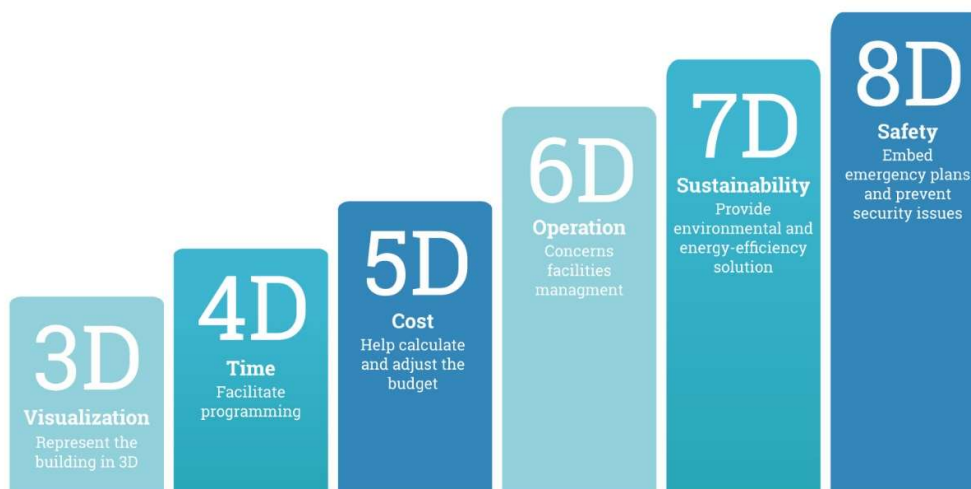 3D
Visualization
Represent the
building in 3D
4D
Time
Facilitate
programming
5D
Cost
Help calculate
and adjust the
budget
6D
Operation
Concerns
facilities
managment
7D
Sustainability
Provide
environmental and
energy-efficiency
solution
8D
Safety
Embed
emergency plans
and prevent
security issues